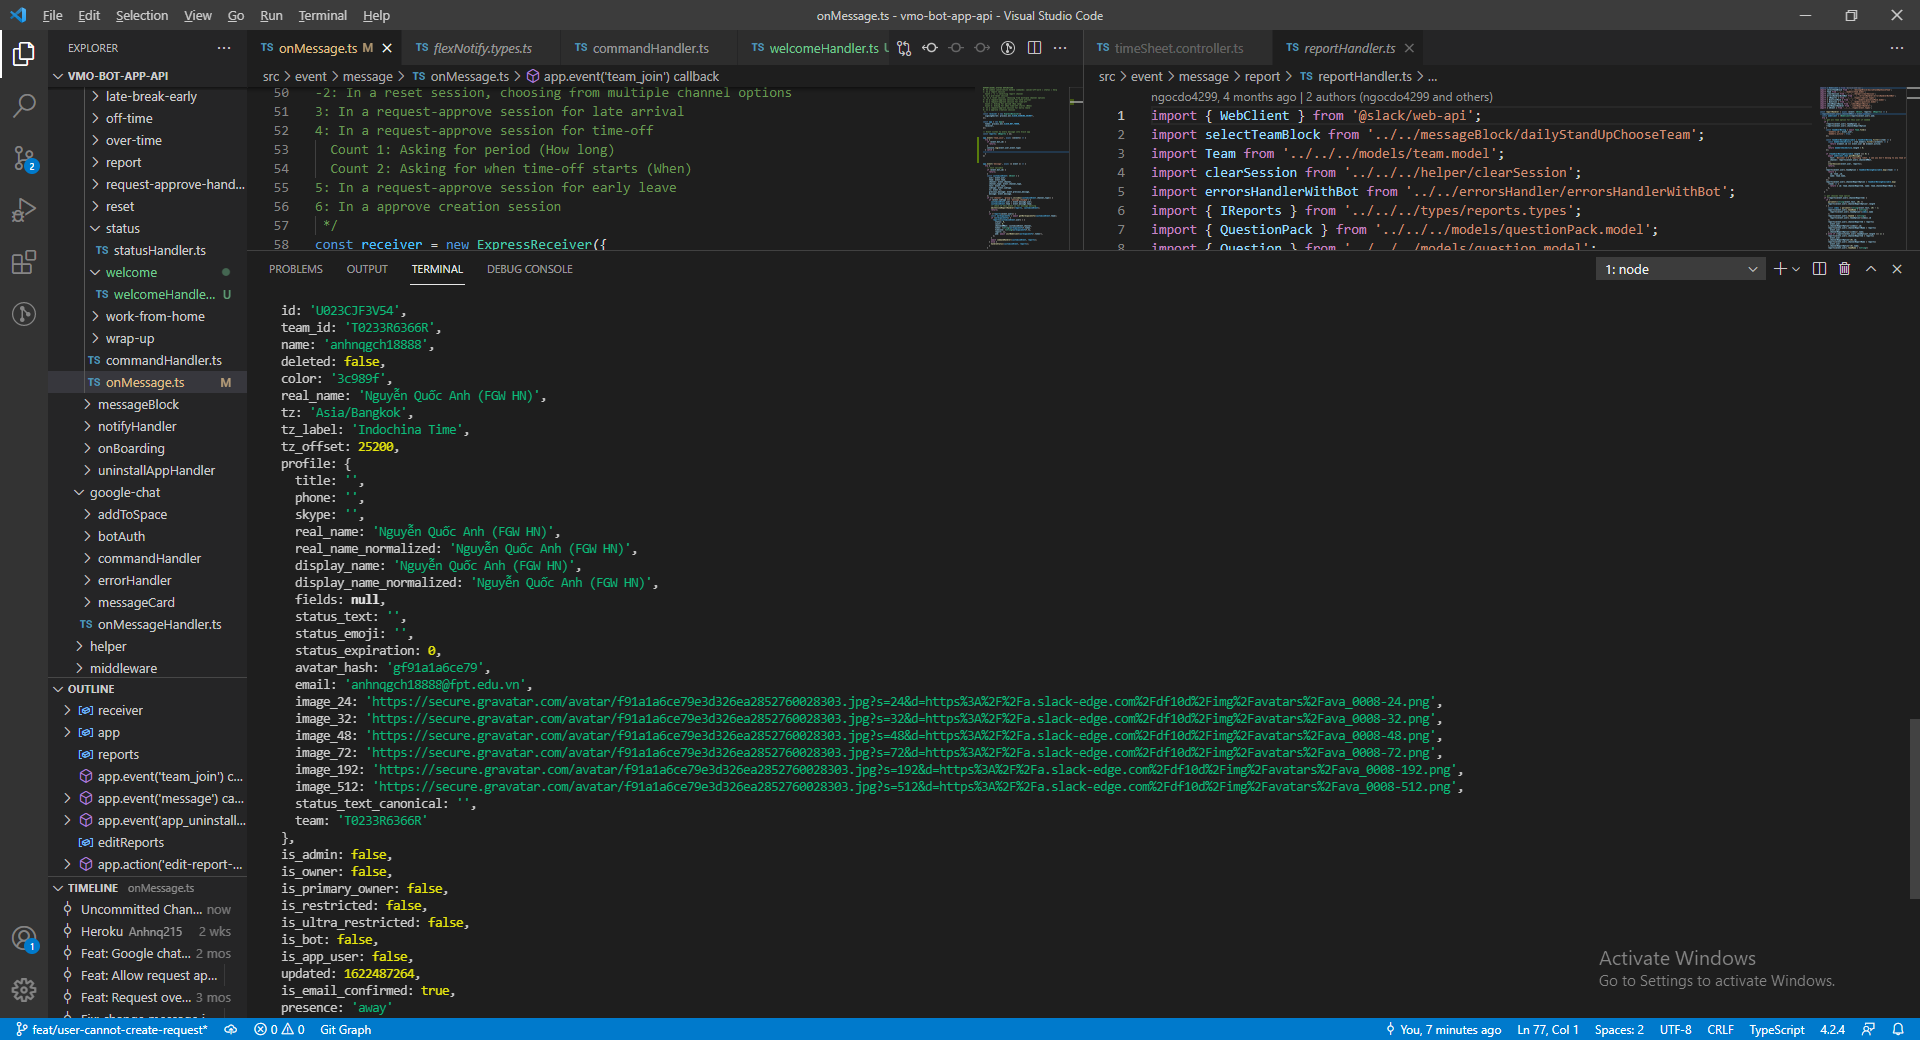 File Edit Selection View Go Run Terminal Help
onMessage.ts - vmo-bot-app-api - Visual Studio Code
EXPLORER
VMO-BOT-APP-API
late-break-early
off-time
over-time
report
request-approve-hand...
reset
status
TS statusHandler.ts
welcome
TS welcomeHandle... U
work-from-home
wrap-up
TS commandHandler.ts
TS onMessage.ts M
messageBlock
notifyHandler
onBoarding
uninstallAppHandler
google-chat
addToSpace
botAuth
commandHandler
errorHandler
messageCard
TS onMessageHandler.ts
helper
middleware
OUTLINE
receiver
app
reports
app.event('team_join') c...
app.event('message') ca...
app.event('app_uninstall...
editReports
app.action('edit-report-...
TIMELINE onMessage.ts
Uncommitted Chan... now
Heroku Anhnq215 2 wks
Feat: Google chat... 2 mos
Feat: Allow request ap...
Feat: Request ove... 3 mos
2
1
TS onMessage.ts M
TS flexNotify.types.ts
TS commandHandler.ts
TS welcomeHandler.ts U
src > event > message > TS onMessage.ts > app.event('team_join') callback
50 -2: In a reset session, choosing from multiple channel options
51 3: In a request-approve session for late arrival
52 4: In a request-approve session for time-off
53 Count 1: Asking for period (How long)
54 Count 2: Asking for when time-off starts (When)
55 5: In a request-approve session for early leave
56 6: In a approve creation session
57 */
58 const receiver = new ExpressReceiver({
TS timeSheet.controller.ts
TS reportHandler.ts
src > event > message > report > TS reportHandler.ts > ...
ngocdo4299, 4 months ago | 2 authors (ngocdo4299 and others)
1 import { WebClient } from '@slack/web-api';
2 import selectTeamBlock from '../../messageBlock/dailyStandUpChooseTeam';
3 import Team from '../../../models/team.model';
4 import clearSession from '../../../helper/clearSession';
5 import errorsHandlerWithBot from '../../errorsHandler/errorsHandlerWithBot';
6 import { IReports } from '../../../types/reports.types';
7 import { QuestionPack } from '../../../models/questionPack.model';
8 import { Question } from '../../../models/question.model';
PROBLEMS OUTPUT TERMINAL DEBUG CONSOLE
1: node
id: 'U023CJF3V54',
team_id: 'T0233R6366R',
name: 'anhnqgch18888',
deleted: false,
color: '3c989f',
real_name: 'Nguyễn Quốc Anh (FGW HN)',
tz: 'Asia/Bangkok',
tz_label: 'Indochina Time',
tz_offset: 25200,
profile: {
title: '',
phone: '',
skype: '',
real_name: 'Nguyễn Quốc Anh (FGW HN)',
real_name_normalized: 'Nguyễn Quốc Anh (FGW HN)',
display_name: 'Nguyễn Quốc Anh (FGW HN)',
display_name_normalized: 'Nguyễn Quốc Anh (FGW HN)',
fields: null,
status_text: '',
status_emoji: '',
status_expiration: 0,
avatar_hash: 'gf91a1a6ce79',
email: 'anhnqgch18888@fpt.edu.vn',
image_24: 'https://secure.gravatar.com/avatar/f91a1a6ce79e3d326ea2852760028303.jpg?s=24&d=https%3A%2F%2Fa.slack-edge.com%2Fdf10d%2Fimg%2Favatars%2Fava_0008-24.png',
image_32: 'https://secure.gravatar.com/avatar/f91a1a6ce79e3d326ea2852760028303.jpg?s=32&d=https%3A%2F%2Fa.slack-edge.com%2Fdf10d%2Fimg%2Favatars%2Fava_0008-32.png',
image_48: 'https://secure.gravatar.com/avatar/f91a1a6ce79e3d326ea2852760028303.jpg?s=48&d=https%3A%2F%2Fa.slack-edge.com%2Fdf10d%2Fimg%2Favatars%2Fava_0008-48.png',
image_72: 'https://secure.gravatar.com/avatar/f91a1a6ce79e3d326ea2852760028303.jpg?s=72&d=https%3A%2F%2Fa.slack-edge.com%2Fdf10d%2Fimg%2Favatars%2Fava_0008-72.png',
image_192: 'https://secure.gravatar.com/avatar/f91a1a6ce79e3d326ea2852760028303.jpg?s=192&d=https%3A%2F%2Fa.slack-edge.com%2Fdf10d%2Fimg%2Favatars%2Fava_0008-192.png',
image_512: 'https://secure.gravatar.com/avatar/f91a1a6ce79e3d326ea2852760028303.jpg?s=512&d=https%3A%2F%2Fa.slack-edge.com%2Fdf10d%2Fimg%2Favatars%2Fava_0008-512.png',
status_text_canonical: '',
team: 'T0233R6366R'
},
is_admin: false,
is_owner: false,
is_primary_owner: false,
is_restricted: false,
is_ultra_restricted: false,
is_bot: false,
is_app_user: false,
updated: 1622487264,
is_email_confirmed: true,
presence: 'away'
Activate Windows
Go to Settings to activate Windows.
feat/user-cannot-create-request* 0 0 Git Graph
You, 7 minutes ago Ln 77, Col 1 Spaces: 2 UTF-8 CRLF TypeScript 4.2.4